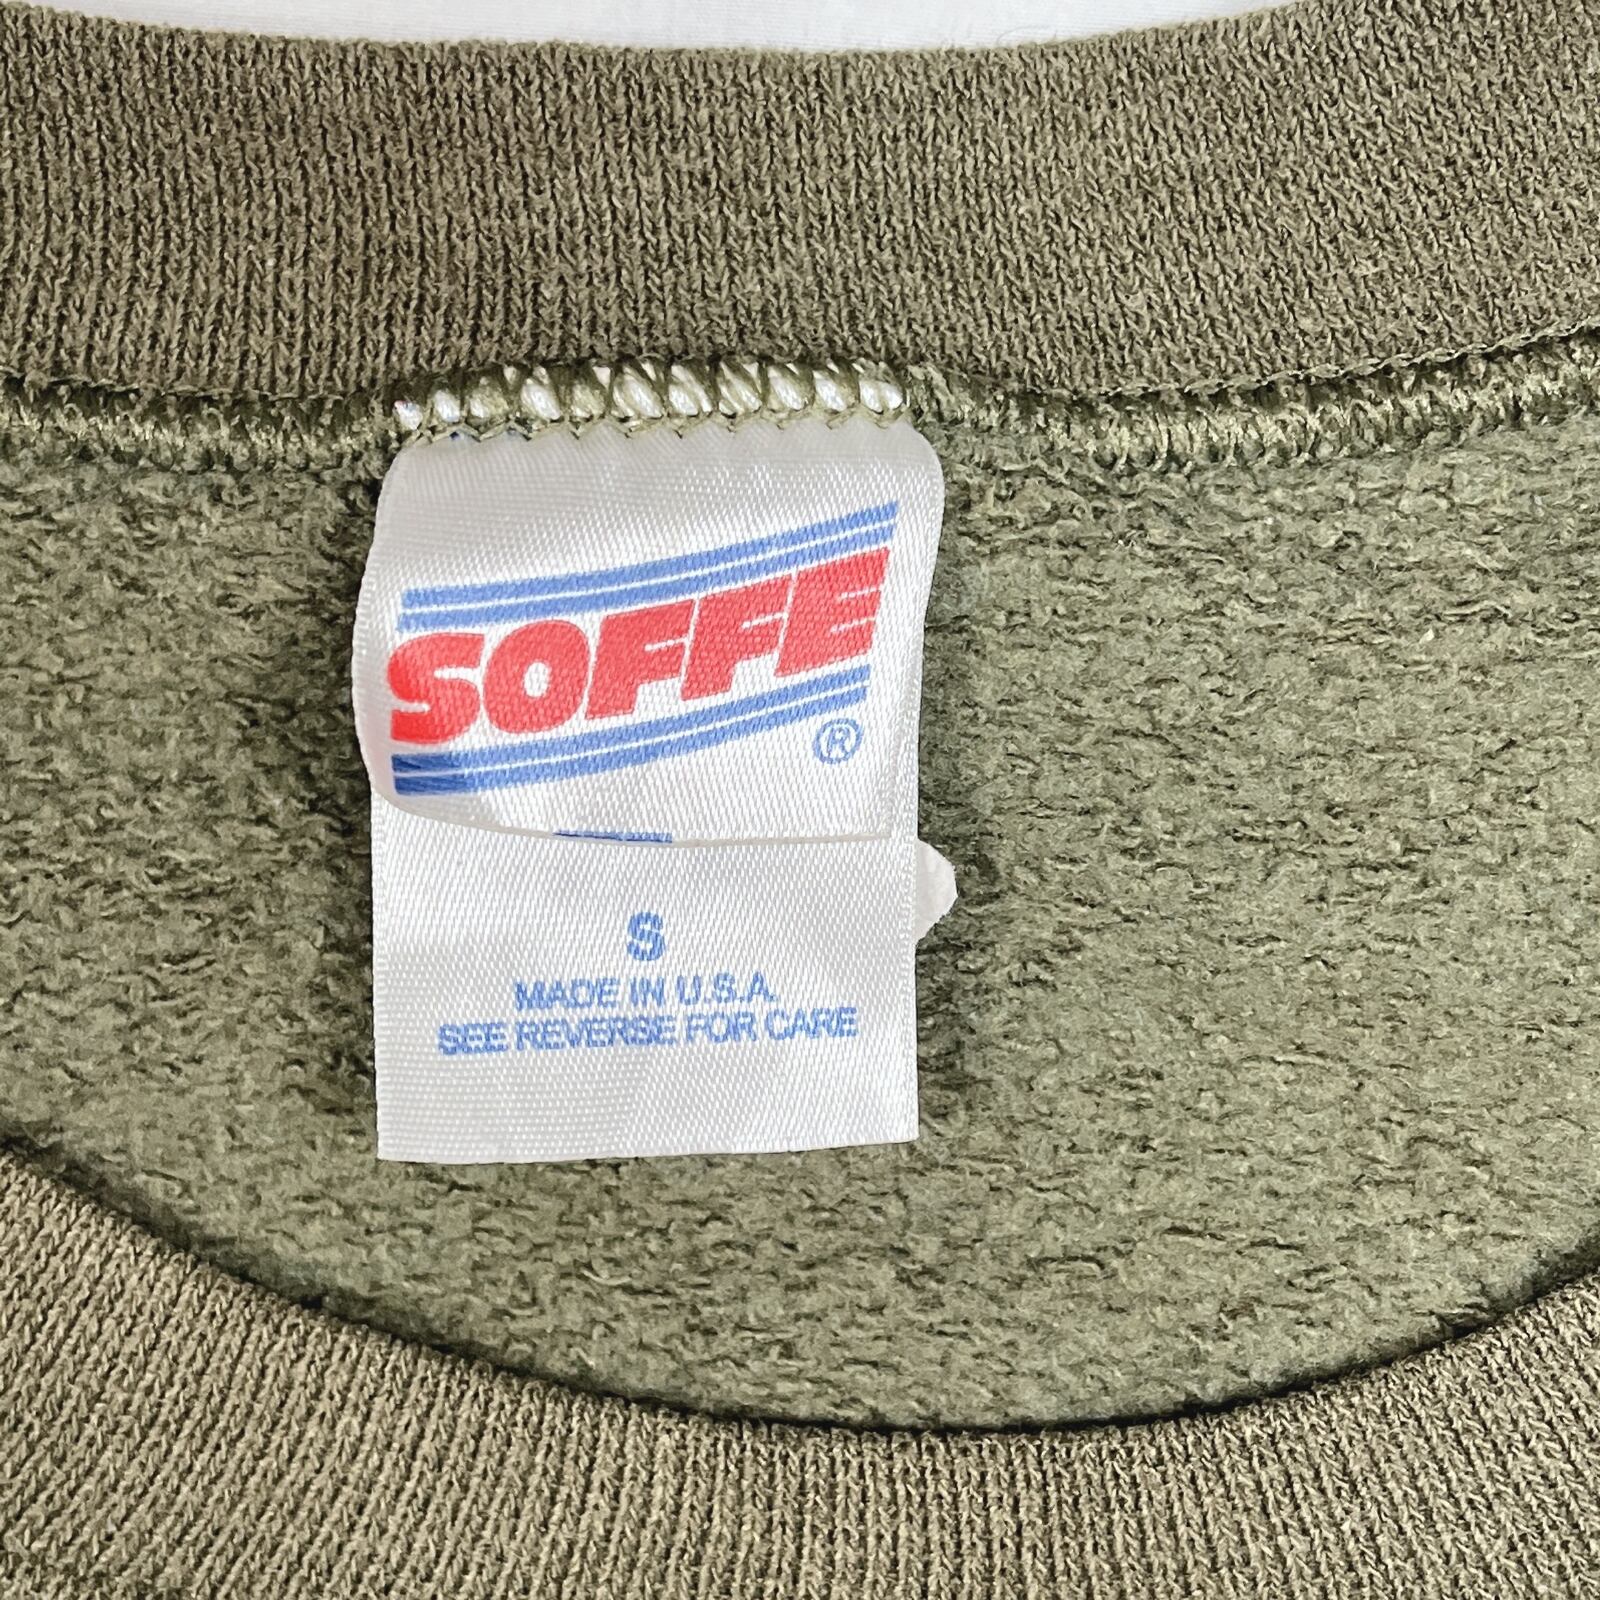 SOFFE
®
S
MADE IN U.S.A.
SEE REVERSE FOR CARE